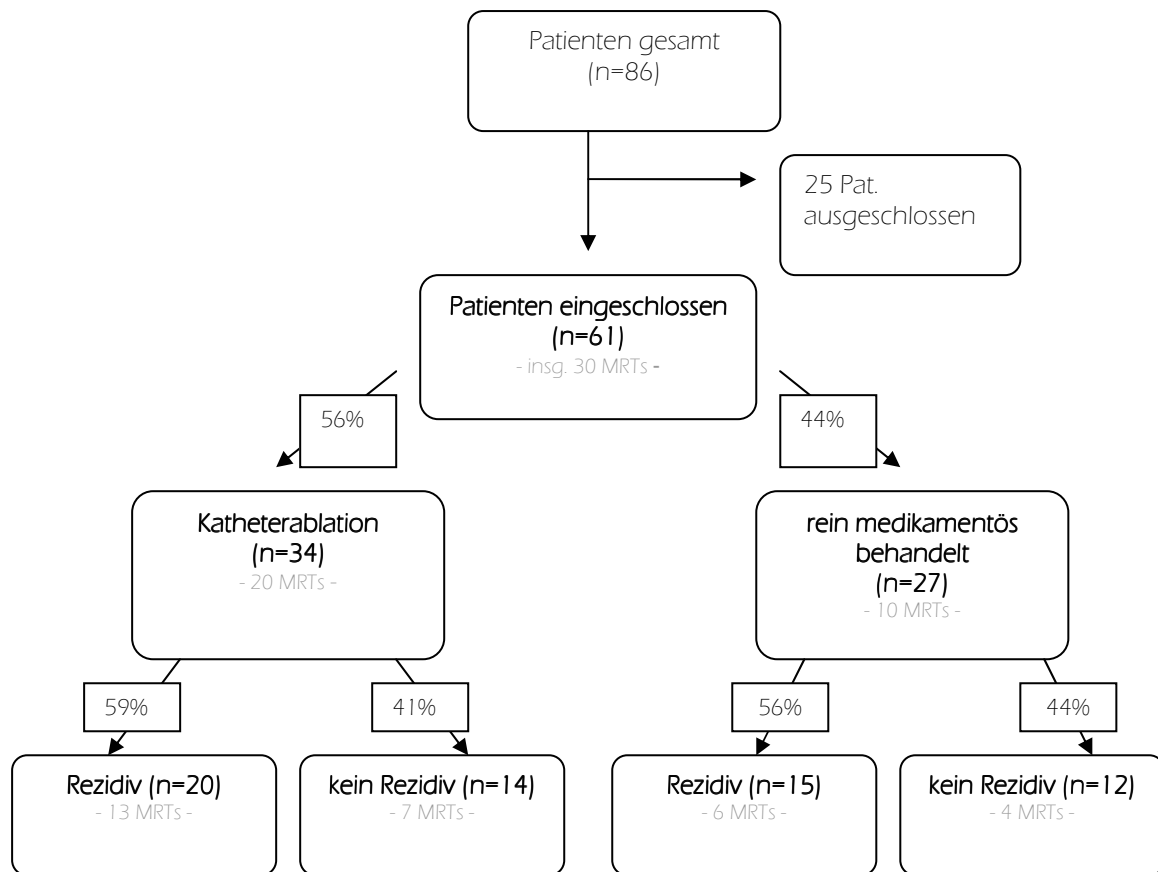 Patienten gesamt
(n=86)
25 Pat.
ausgeschlossen
Patienten eingeschlossen
(n=61)
- insg. 30 MRTs -
56%
44%
Katheterablation
(n=34)
- 20 MRTs -
rein medikamentös
behandelt
(n=27)
- 10 MRTs -
59%
41%
56%
44%
Rezidiv (n=20)
- 13 MRTs -
kein Rezidiv (n=14)
- 7 MRTs -
Rezidiv (n=15)
- 6 MRTs -
kein Rezidiv (n=12)
- 4 MRTs -